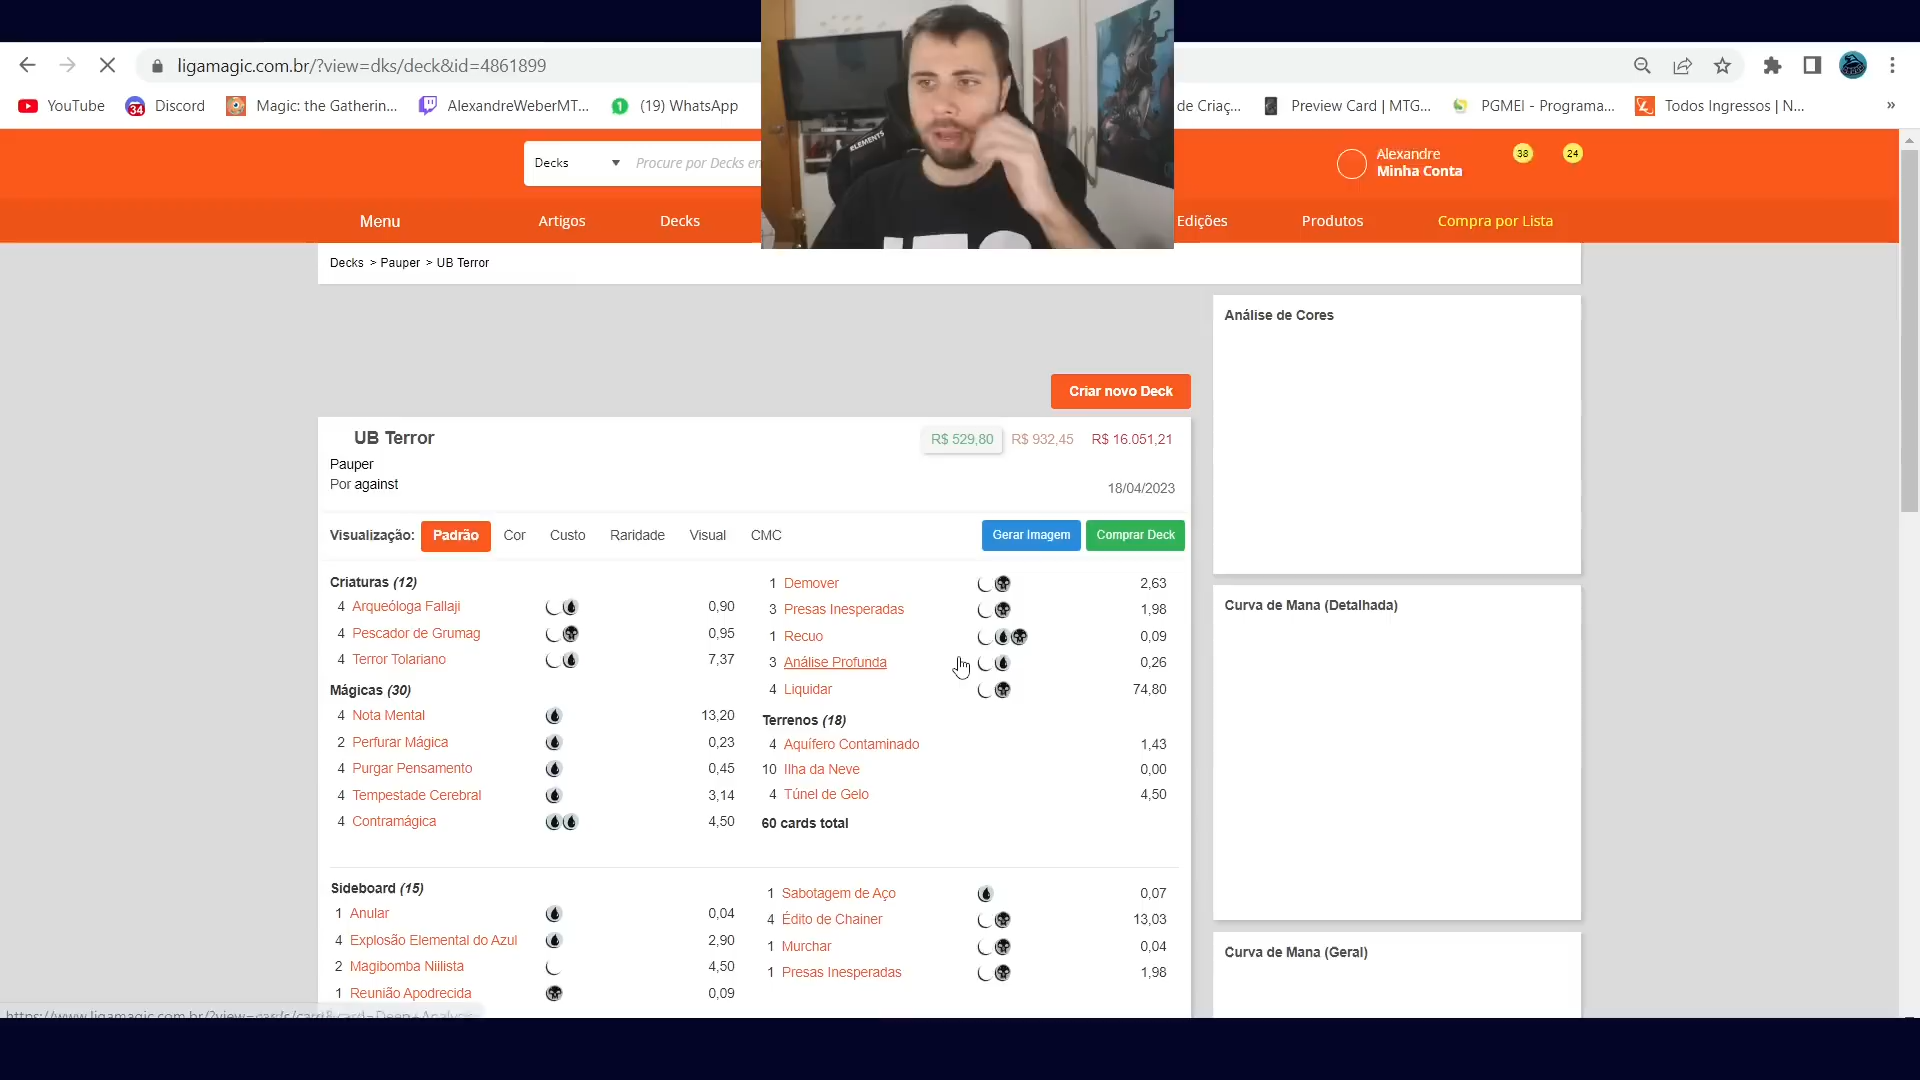 ligamagic.com.br/?view=dks/deck&id=4861899
YouTube
Discord
Magic: the Gatherin...
AlexandreWeberMT...
(19) WhatsApp
de Criaç...
Preview Card | MTG...
PGMEI - Programa...
Todos Ingressos | N...
ELEMENTS
Decks
Procure por Decks en
Alexandre
Minha Conta
38
24
Menu
Artigos
Decks
Edições
Produtos
Compra por Lista
Decks > Pauper > UB Terror
Criar novo Deck
UB Terror
R$ 529,80 R$ 932,45 R$ 16.051,21
Pauper
Por against
18/04/2023
Visualização: Padrão Cor Custo Raridade Visual CMC
Gerar Imagem
Comprar Deck
Criaturas (12)
4 Arqueóloga Fallaji 0,90
4 Pescador de Grumag 0,95
4 Terror Tolariano 7,37
Mágicas (30)
4 Nota Mental 13,20
2 Perfurar Mágica 0,23
4 Purgar Pensamento 0,45
4 Tempestade Cerebral 3,14
4 Contramágica 4,50
1 Demover 2,63
3 Presas Inesperadas 1,98
1 Recuo 0,09
3 Análise Profunda 0,26
4 Liquidar 74,80
Terrenos (18)
4 Aquífero Contaminado 1,43
10 Ilha da Neve 0,00
4 Túnel de Gelo 4,50
60 cards total
Sideboard (15)
1 Anular 0,04
4 Explosão Elemental do Azul 2,90
2 Magibomba Niilista 4,50
1 Reunião Apodrecida 0,09
1 Sabotagem de Aço 0,07
4 Édito de Chainer 13,03
1 Murchar 0,04
1 Presas Inesperadas 1,98
Análise de Cores
Curva de Mana (Detalhada)
Curva de Mana (Geral)